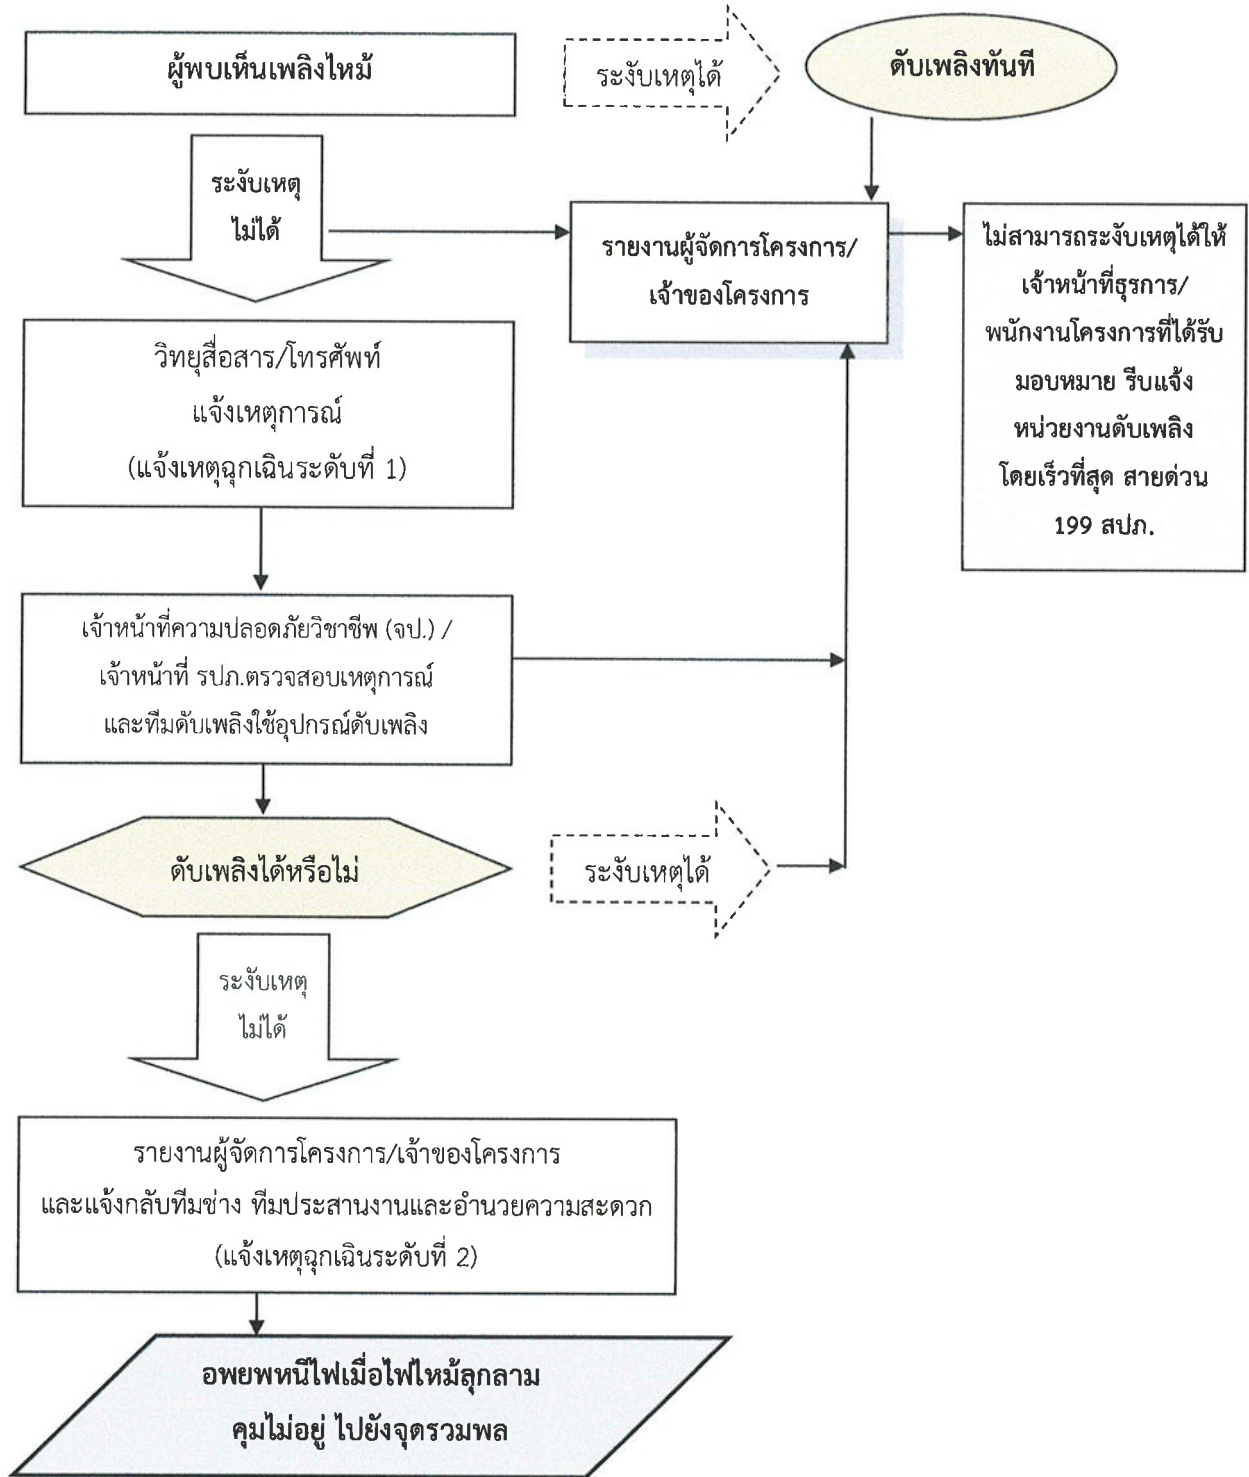 ผู้พบเห็นเพลิงไหม้
ระงับเหตุได้
ดับเพลิงทันที
ระงับเหตุ
ไม่ได้
รายงานผู้จัดการโครงการ/
เจ้าของโครงการ
ไม่สามารถระงับเหตุได้ให้
เจ้าหน้าที่ธุรการ/
พนักงานโครงการที่ได้รับ
มอบหมาย รีบแจ้ง
หน่วยงานดับเพลิง
โดยเร็วที่สุด สายด่วน
199 สปภ.
วิทยุสื่อสาร/โทรศัพท์
แจ้งเหตุการณ์
(แจ้งเหตุฉุกเฉินระดับที่ 1)
เจ้าหน้าที่ความปลอดภัยวิชาชีพ (จป.) /
เจ้าหน้าที่ รปภ.ตรวจสอบเหตุการณ์
และทีมดับเพลิงใช้อุปกรณ์ดับเพลิง
ดับเพลิงได้หรือไม่
ระงับเหตุได้
ระงับเหตุ
ไม่ได้
รายงานผู้จัดการโครงการ/เจ้าของโครงการ
และแจ้งกลับทีมช่าง ทีมประสานงานและอำนวยความสะดวก
(แจ้งเหตุฉุกเฉินระดับที่ 2)
อพยพหนีไฟเมื่อไฟไหม้ลุกลาม
คุมไม่อยู่ ไปยังจุดรวมพล